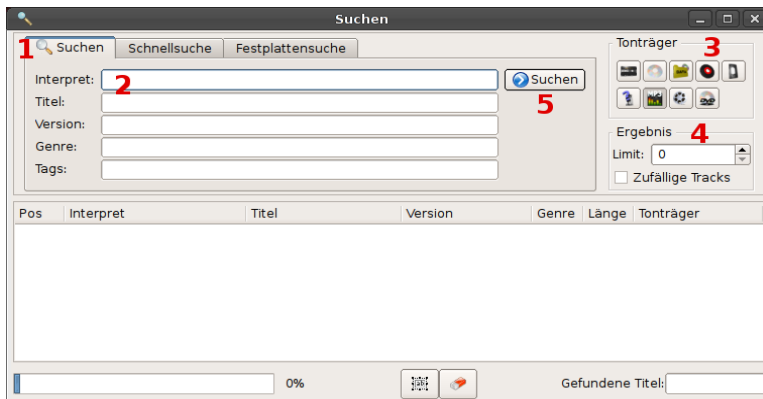 Suchen
1 Suchen Schnellsuche Festplattensuche
Tonträger 3
Interpret: 2 Suchen
5
Titel:
Version:
Genre:
Tags:
Ergebnis 4
Limit: 0
Zufällige Tracks
Pos Interpret Titel Version Genre Länge Tonträger
0% Gefundene Titel: